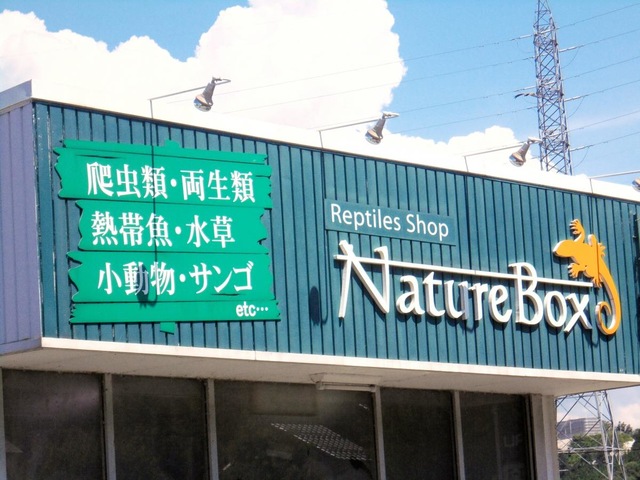 爬虫類・両生類
熱帯魚・水草
小動物・サンゴ
etc…
Reptiles Shop
NatureBox